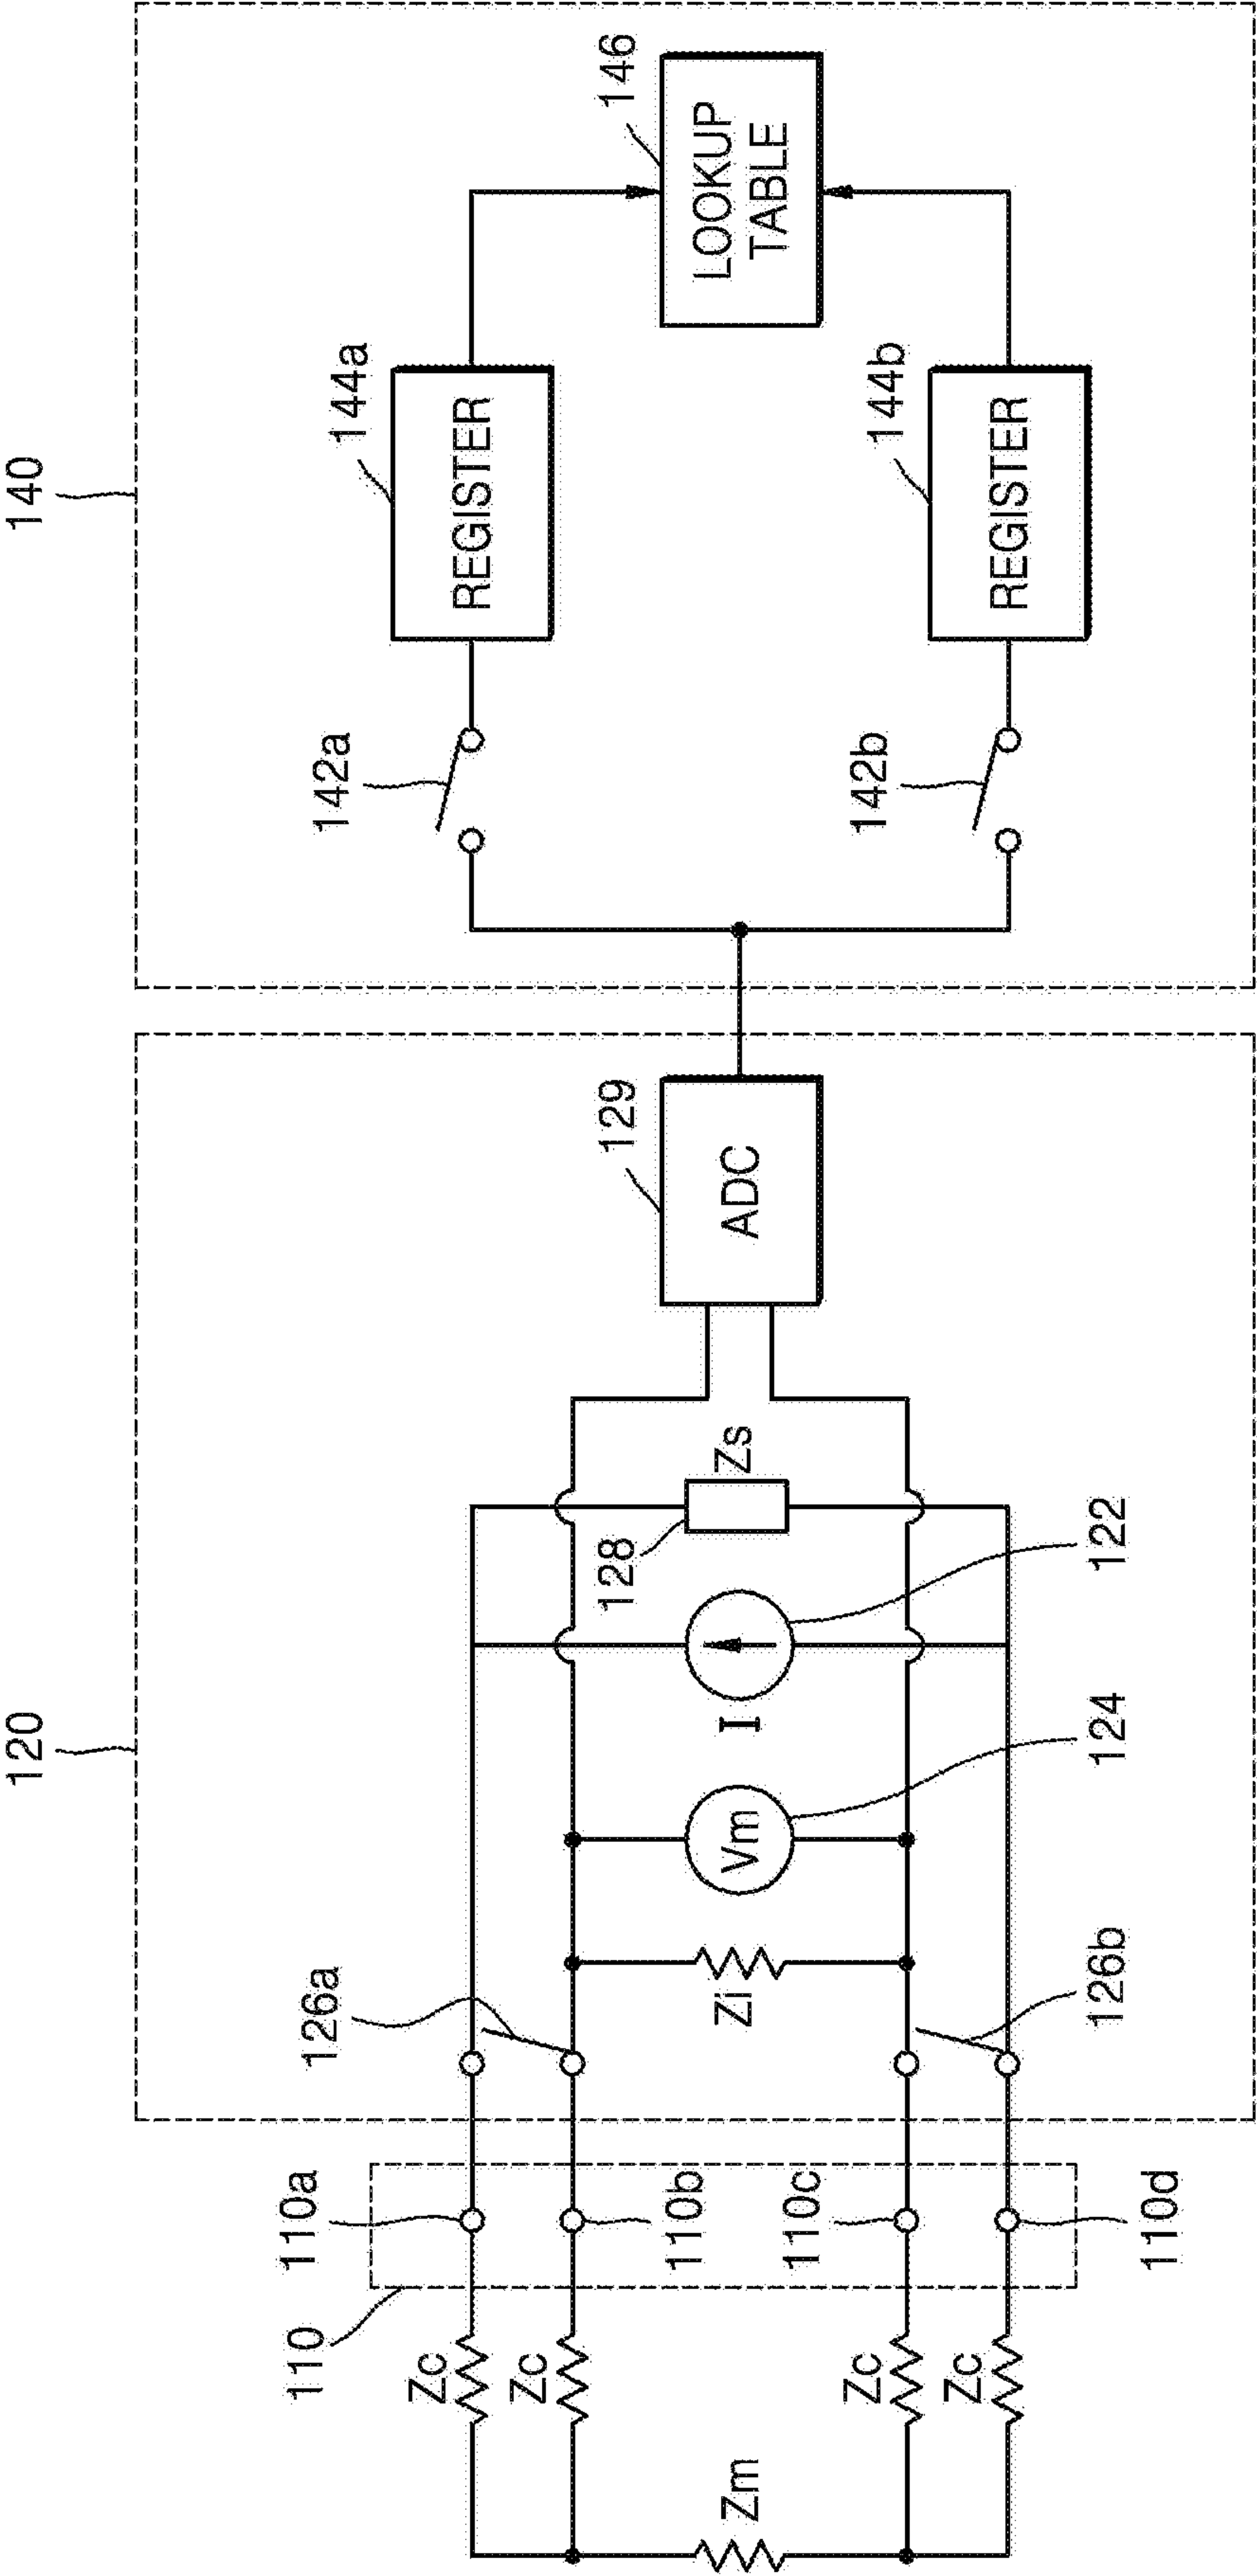 120
140
110
110a
110b
110c
110d
Zc
Zc
Zc
Zc
Zm
126a
126b
Zi
Vm
124
I
122
128
Zs
129
ADC
142a
142b
144a
REGISTER
144b
REGISTER
146
LOOKUP
TABLE